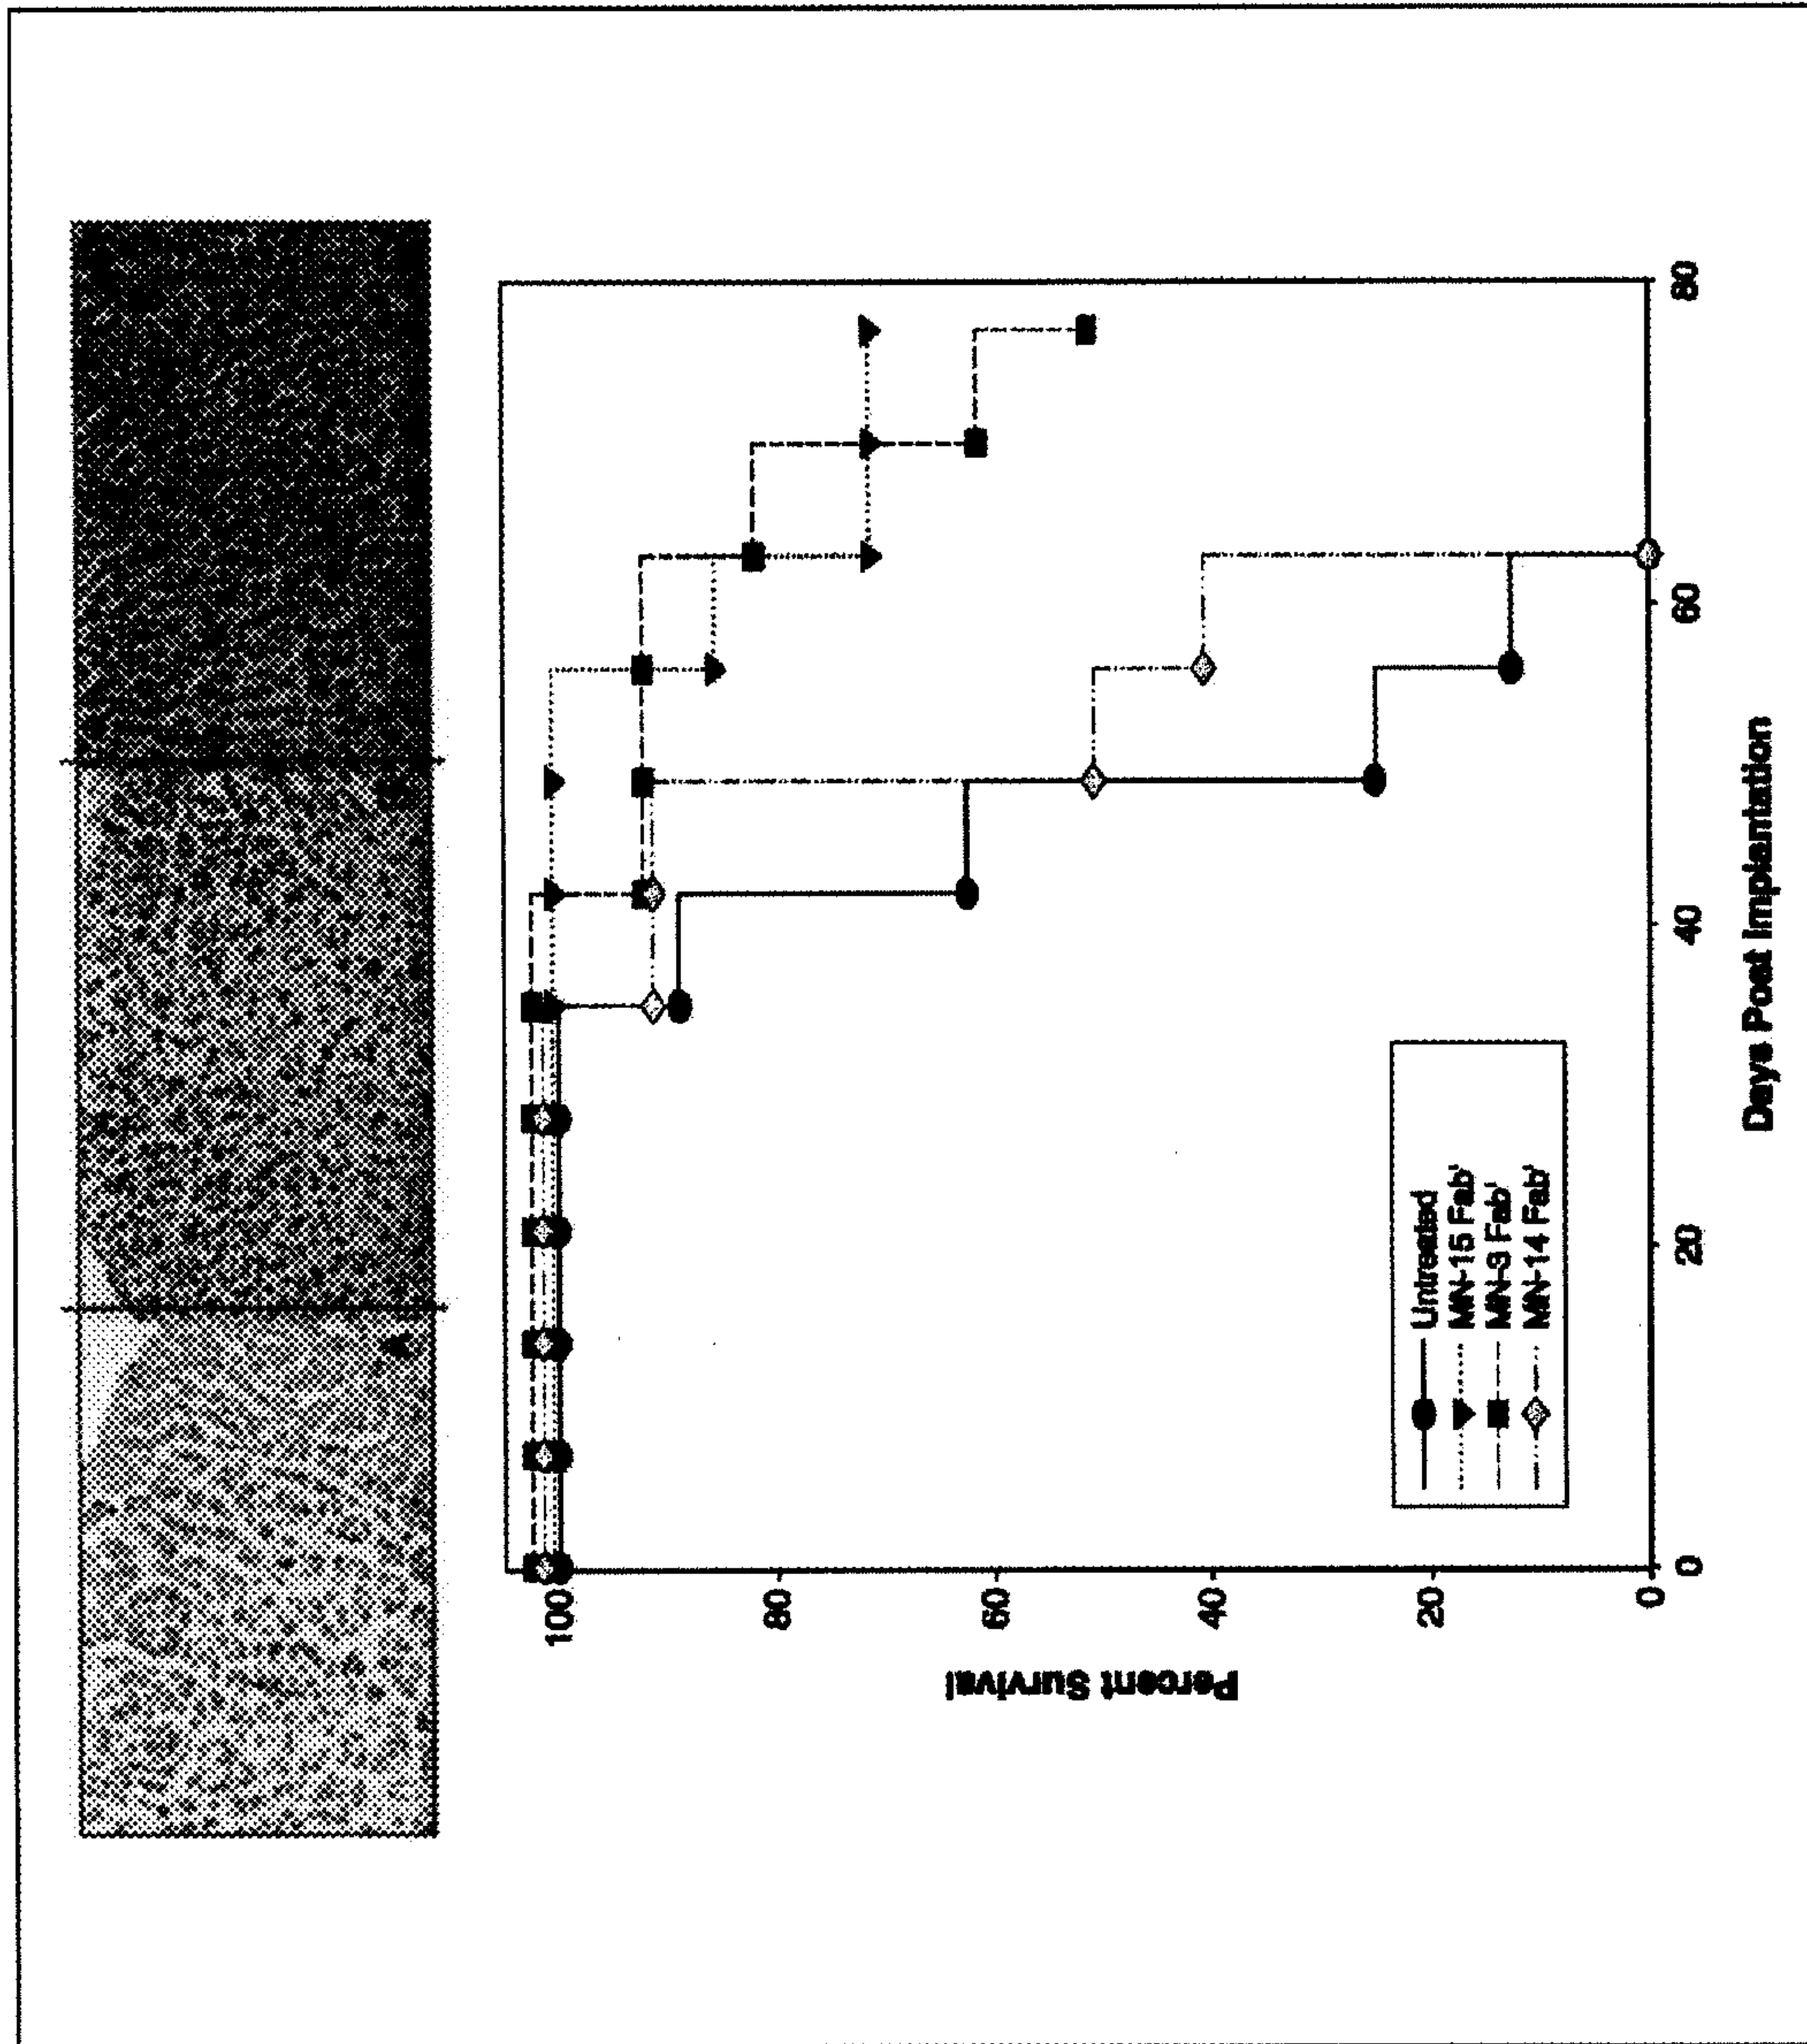 A
100
80
60
40
20
0
Percent Survival
Untreated
MN-15 Fab'
MN-3 Fab'
MN-14 Fab'
0 20 40 60 80
Days Post Implantation